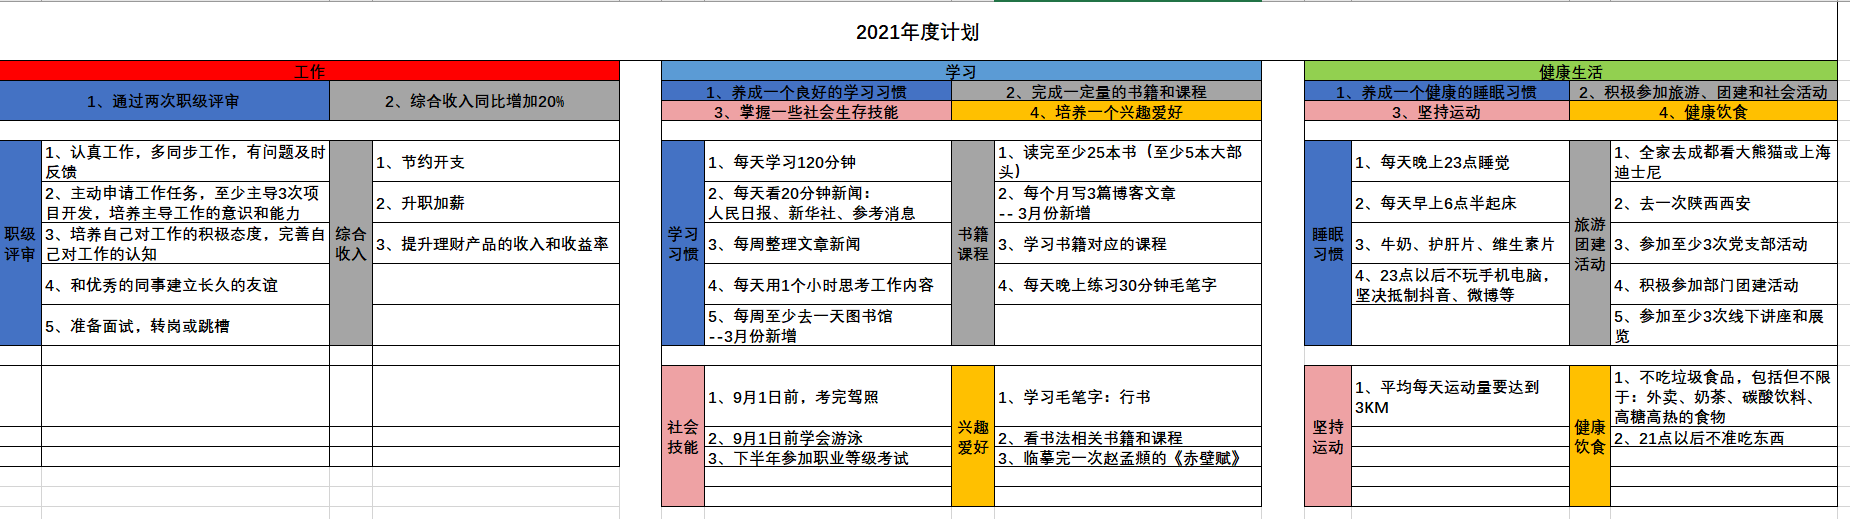 2021年度计划
工作
1、通过两次职级评审
2、综合收入同比增加20%
职级
评审
1、认真工作，多同步工作，有问题及时
反馈
2、主动申请工作任务，至少主导3次项
目开发，培养主导工作的意识和能力
3、培养自己对工作的积极态度，完善自
己对工作的认知
4、和优秀的同事建立长久的友谊
5、准备面试，转岗或跳槽
综合
收入
1、节约开支
2、升职加薪
3、提升理财产品的收入和收益率
学习
1、养成一个良好的学习习惯
2、完成一定量的书籍和课程
3、掌握一些社会生存技能
4、培养一个兴趣爱好
学习
习惯
1、每天学习120分钟
2、每天看20分钟新闻：
人民日报、新华社、参考消息
3、每周整理文章新闻
4、每天用1个小时思考工作内容
5、每周至少去一天图书馆
--3月份新增
书籍
课程
1、读完至少25本书（至少5本大部
头）
2、每个月写3篇博客文章
-- 3月份新增
3、学习书籍对应的课程
4、每天晚上练习30分钟毛笔字
社会
技能
1、9月1日前，考完驾照
2、9月1日前学会游泳
3、下半年参加职业等级考试
兴趣
爱好
1、学习毛笔字：行书
2、看书法相关书籍和课程
3、临摹完一次赵孟頫的《赤壁赋》
健康生活
1、养成一个健康的睡眠习惯
2、积极参加旅游、团建和社会活动
3、坚持运动
4、健康饮食
睡眠
习惯
1、每天晚上23点睡觉
2、每天早上6点半起床
3、牛奶、护肝片、维生素片
4、23点以后不玩手机电脑，
坚决抵制抖音、微博等
旅游
团建
活动
1、全家去成都看大熊猫或上海
迪士尼
2、去一次陕西西安
3、参加至少3次党支部活动
4、积极参加部门团建活动
5、参加至少3次线下讲座和展
览
坚持
运动
1、平均每天运动量要达到
3KM
健康
饮食
1、不吃垃圾食品，包括但不限
于：外卖、奶茶、碳酸饮料、
高糖高热的食物
2、21点以后不准吃东西